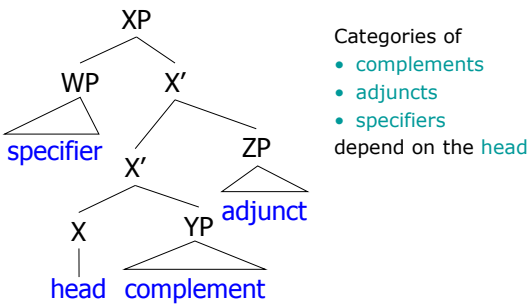 XP
WP X’
specifier
X’ ZP
adjunct
X YP
head complement
Categories of
• complements
• adjuncts
• specifiers
depend on the head